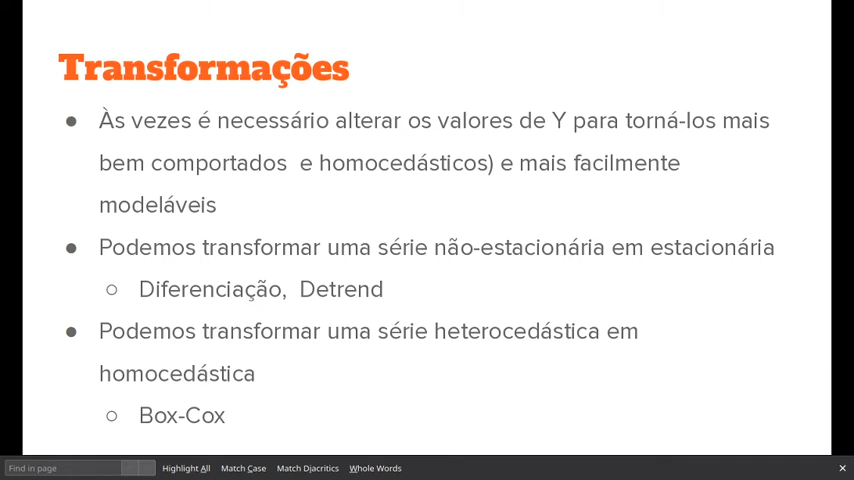 Transformações
● Às vezes é necessário alterar os valores de Y para torná-los mais
bem comportados  e homocedásticos) e mais facilmente
modeláveis
● Podemos transformar uma série não-estacionária em estacionária
○ Diferenciação,  Detrend
● Podemos transformar uma série heterocedástica em
homocedástica
○ Box-Cox
Find in page Highlight All Match Case Match Diacritics Whole Words